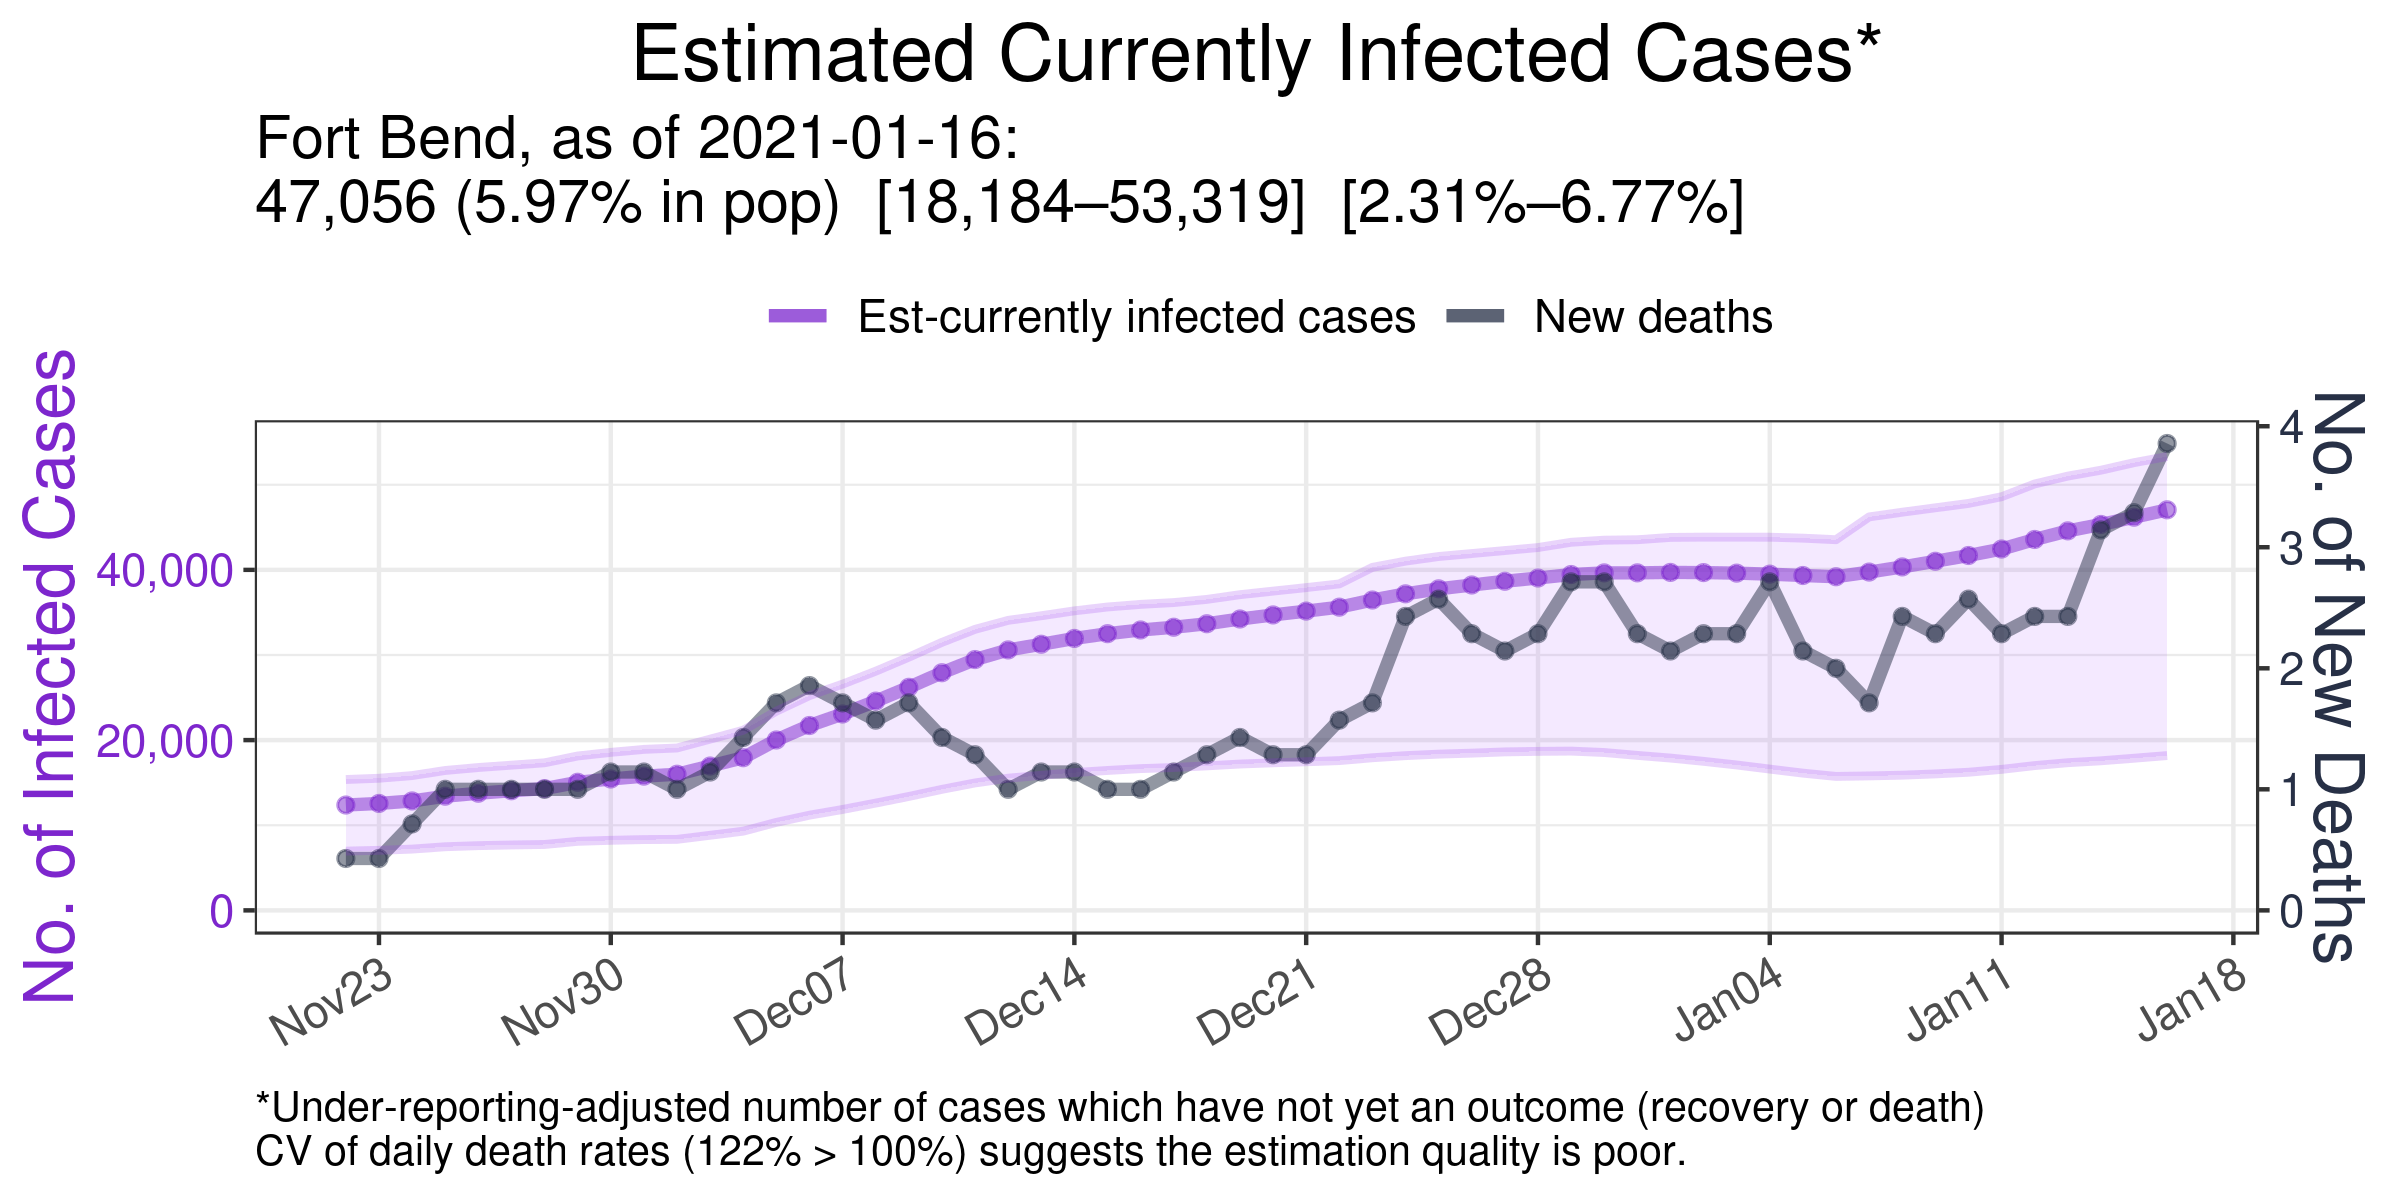 Estimated Currently Infected Cases*
Fort Bend, as of 2021-01-16:
47,056 (5.97% in pop)  [18,184–53,319]  [2.31%–6.77%]
Est-currently infected cases
New deaths
No. of Infected Cases
40,000
20,000
0
4
3
2
1
0
No. of New Deaths
Nov23
Nov30
Dec07
Dec14
Dec21
Dec28
Jan04
Jan11
Jan18
*Under-reporting-adjusted number of cases which have not yet an outcome (recovery or death)
CV of daily death rates (122% > 100%) suggests the estimation quality is poor.